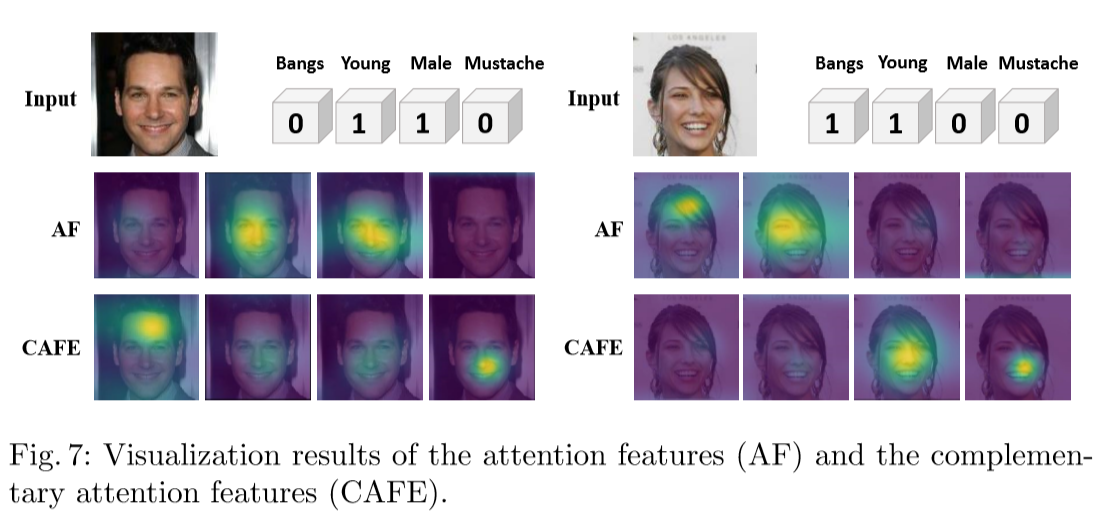 Input
Bangs Young Male Mustache
0 1 1 0
Input
LOS ANGELES
Bangs Young Male Mustache
1 1 0 0
AF
AF
CAFE
CAFE
Fig. 7: Visualization results of the attention features (AF) and the complemen-
tary attention features (CAFE).